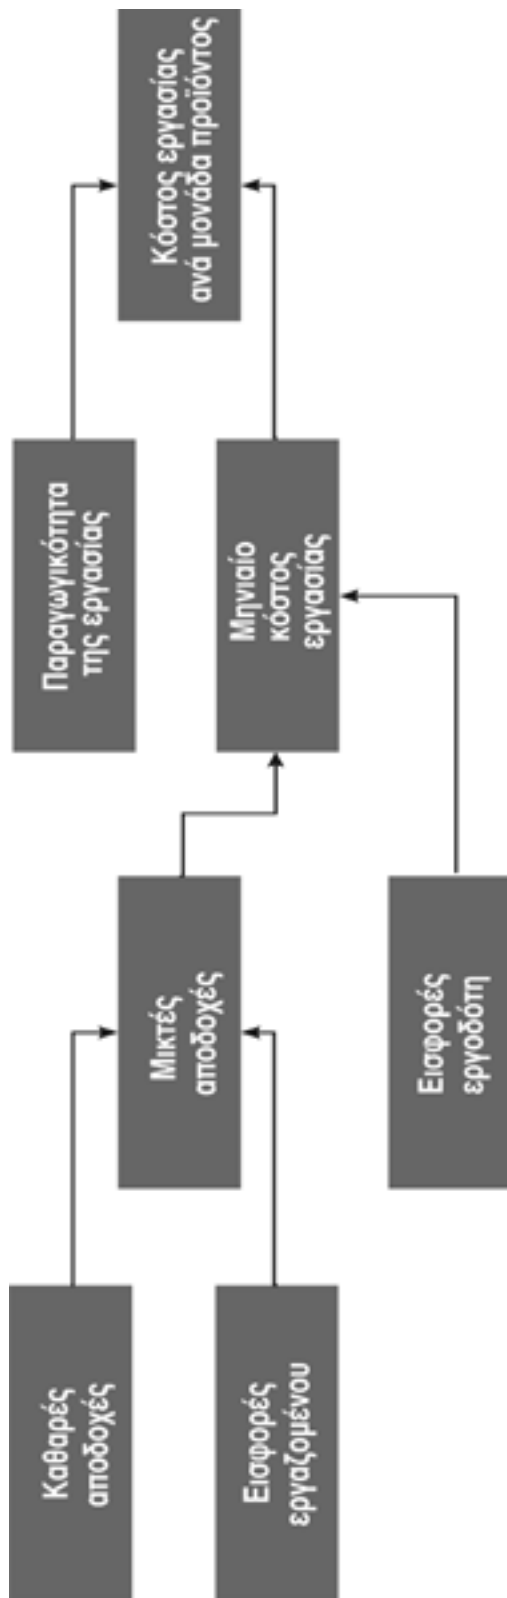 Καθαρές
αποδοχές
Εισφορές
εργαζομένου
Μικτές
αποδοχές
Εισφορές
εργοδότη
Παραγωγικότητα
της εργασίας
Μηνιαίο
κόστος
εργασίας
Κόστος εργασίας
ανά μονάδα προϊόντος